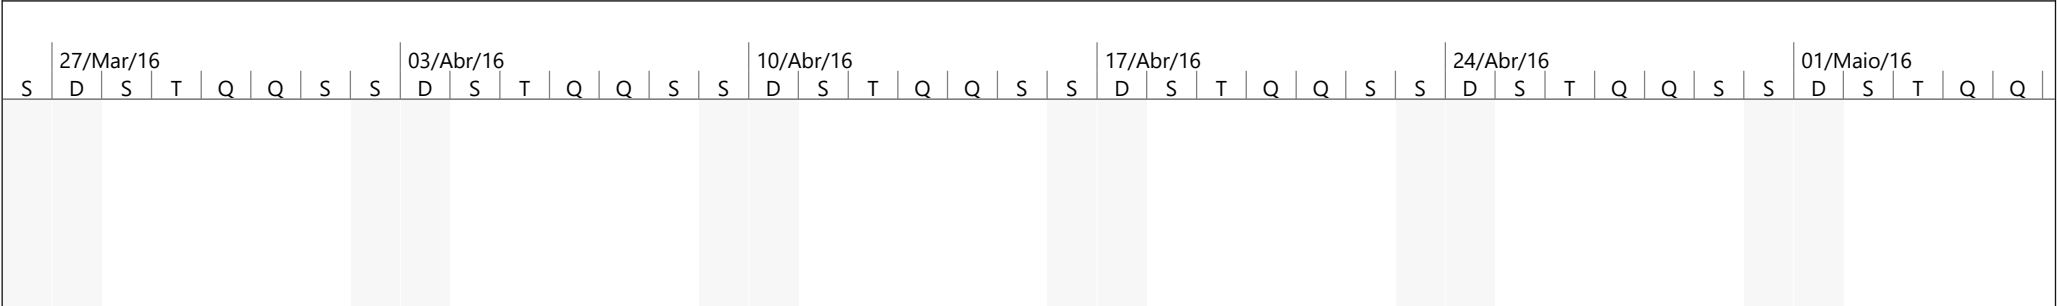 27/Mar/16 03/Abr/16 10/Abr/16 17/Abr/16 24/Abr/16 01/Maio/16
S D S T Q Q S S D S T Q Q S S D S T Q Q S S D S T Q Q S S D S T Q Q S S D S T Q Q